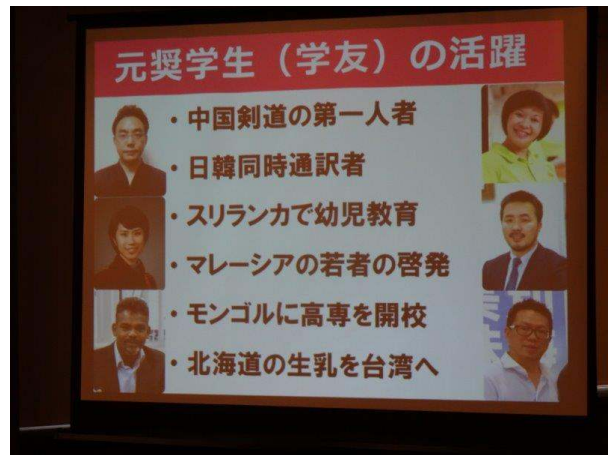 元奨学生（学友）の活躍
・中国剣道の第一人者
・日韓同時通訳者
・スリランカで幼児教育
・マレーシアの若者の啓発
・モンゴルに高専を開校
・北海道の生乳を台湾へ